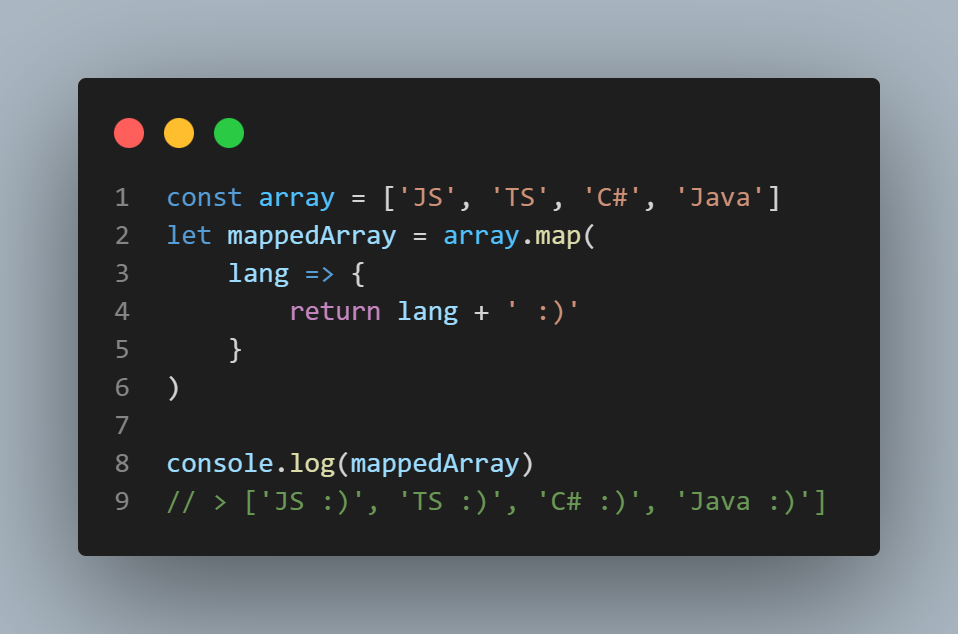 1 const array = ['JS', 'TS', 'C#', 'Java']
2 let mappedArray = array.map(
3     lang => {
4         return lang + ' :)'
5     }
6 )
7
8 console.log(mappedArray)
9 // > ['JS :)', 'TS :)', 'C# :)', 'Java :)']